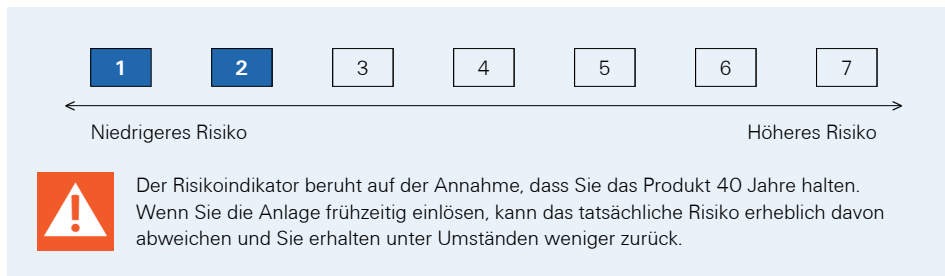 1 2 3 4 5 6 7
Niedrigeres Risiko Höheres Risiko
Der Risikoindikator beruht auf der Annahme, dass Sie das Produkt 40 Jahre halten.
Wenn Sie die Anlage frühzeitig einlösen, kann das tatsächliche Risiko erheblich davon
abweichen und Sie erhalten unter Umständen weniger zurück.